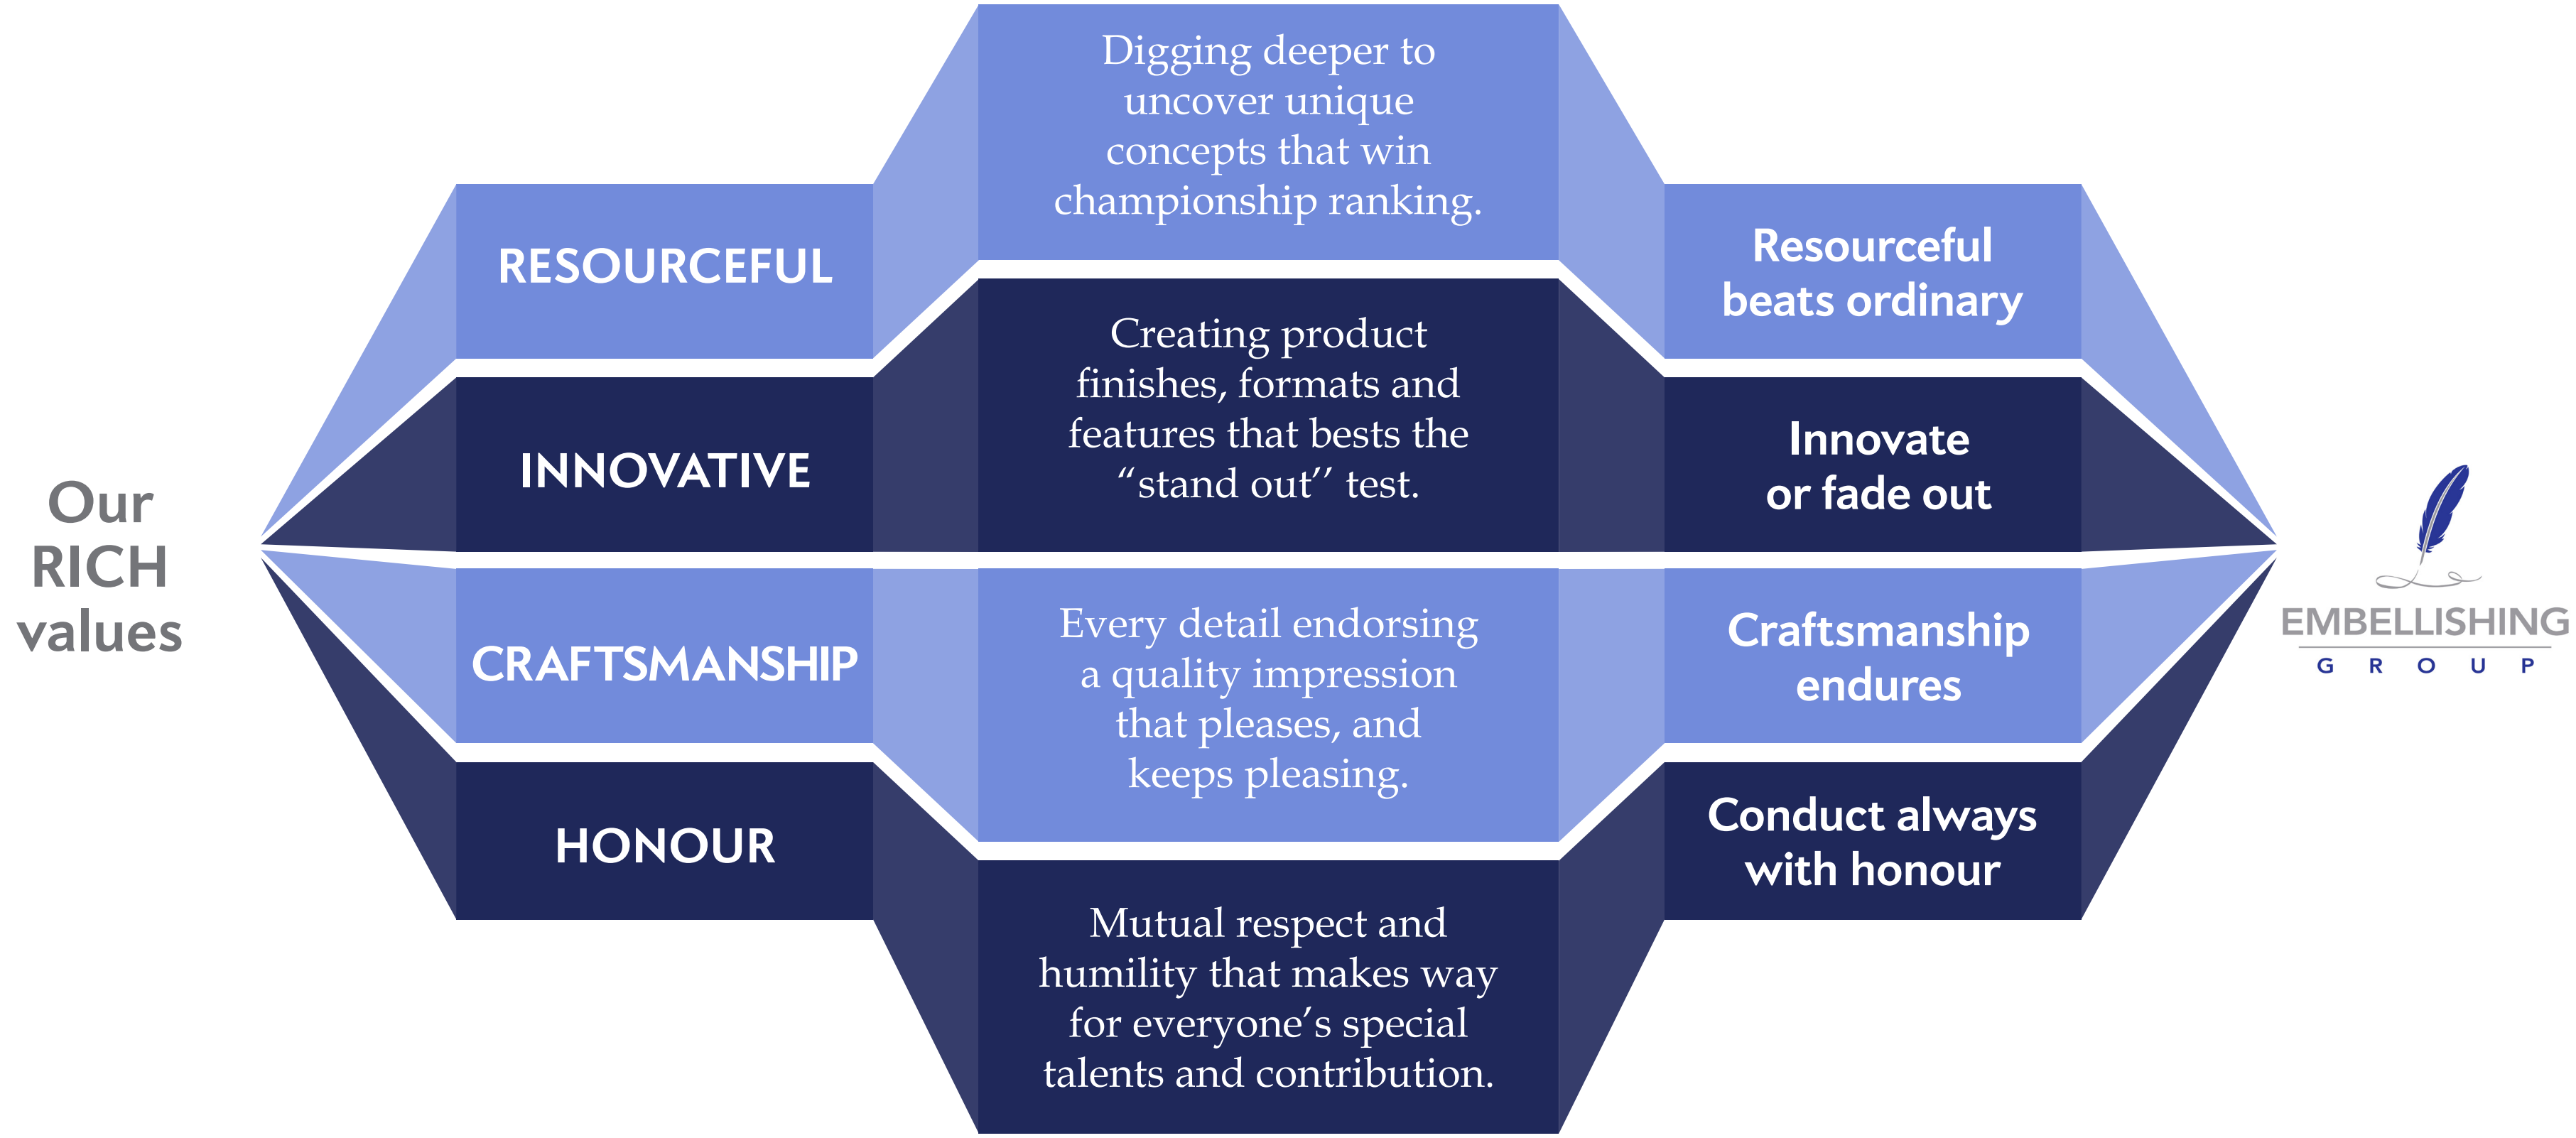 Our
RICH
values
RESOURCEFUL
Digging deeper to
uncover unique
concepts that win
championship ranking.
Resourceful
beats ordinary
INNOVATIVE
Creating product
finishes, formats and
features that bests the
“stand out’’ test.
Innovate
or fade out
CRAFTSMANSHIP
Every detail endorsing
a quality impression
that pleases, and
keeps pleasing.
Craftsmanship
endures
HONOUR
Mutual respect and
humility that makes way
for everyone’s special
talents and contribution.
Conduct always
with honour
EMBELLISHING
GROUP